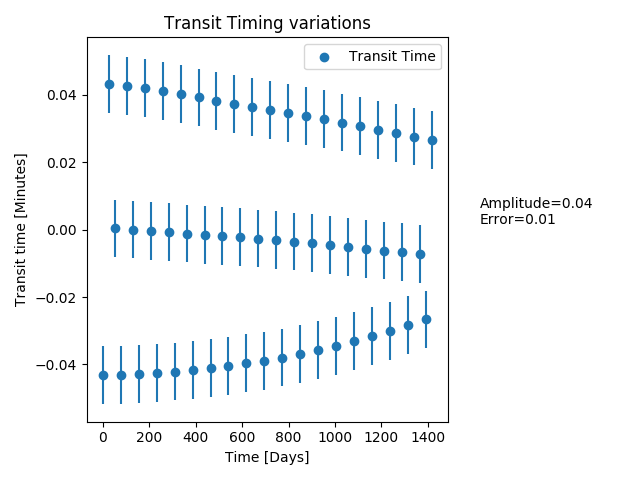 Transit Timing variations
Transit Time
0.04
0.02
0.00
−0.02
−0.04
Transit time [Minutes]
0 200 400 600 800 1000 1200 1400
Time [Days]
Amplitude=0.04
Error=0.01